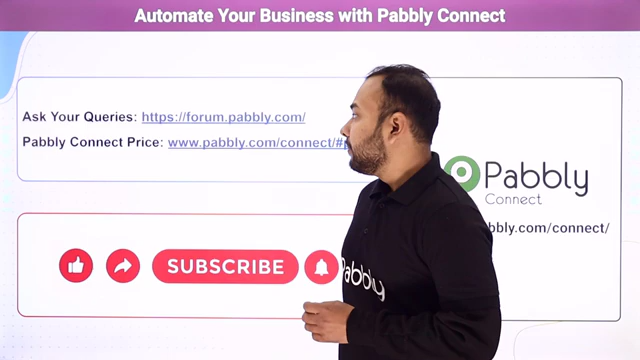 Automate Your Business with Pabbly Connect
Ask Your Queries: https://forum.pabbly.com/
Pabbly Connect Price: www.pabbly.com/connect/#
Pabbly
Connect
bbly.com/connect/
SUBSCRIBE
Pabbly